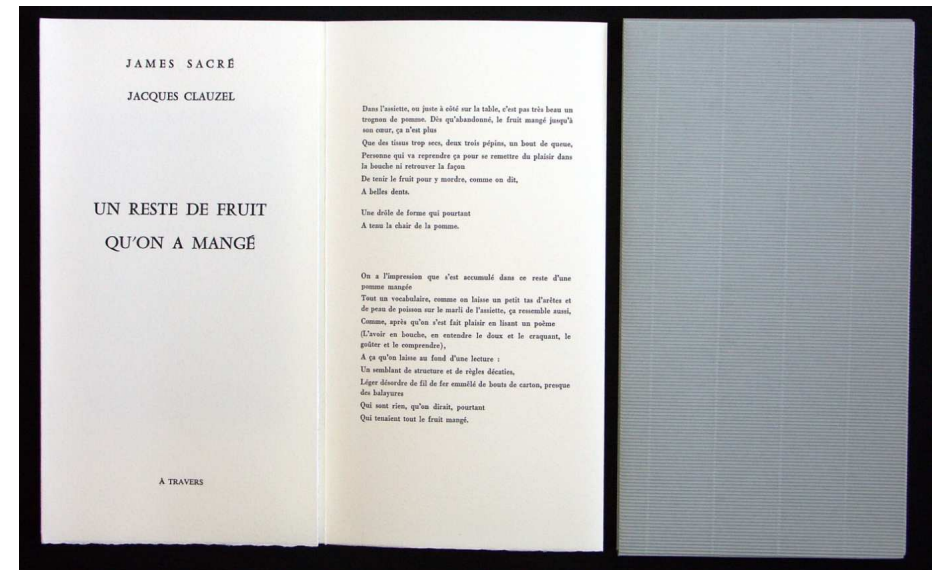 JAMES SACRÉ
JACQUES CLAUZEL
UN RESTE DE FRUIT
QU'ON A MANGÉ
À TRAVERS
Dans l'assiette, ou juste à côté sur la table, c'est pas très beau un
trognon de pomme. Dès qu'abandonné, le fruit mangé jusqu'à
son cœur, ça n'est plus
Que des tissus trop secs, deux trois pépins, un bout de queue,
Personne qui va reprendre ça pour se remettre du plaisir dans
la bouche ni retrouver la façon
De tenir le fruit pour y mordre, comme on dit,
A belles dents.
Une drôle de forme qui pourtant
A tenu la chair de la pomme.
On a l'impression que s'est accumulé dans ce reste d'une
pomme mangée
Tout un vocabulaire, comme on laisse un petit tas d'arêtes et
de peau de poisson sur le marli de l'assiette, ça ressemble aussi,
Comme, après qu'on s'est fait plaisir en lisant un poème
(L'avoir en bouche, en entendre le doux et le craquant, le
goûter et le comprendre),
A ça qu'on laisse au fond d'une lecture :
Un semblant de structure et de règles décaties,
Léger désordre de fil de fer emmêlé de bouts de carton, presque
des balayures
Qui sont rien, qu'on dirait, pourtant
Qui tenaient tout le fruit mangé.